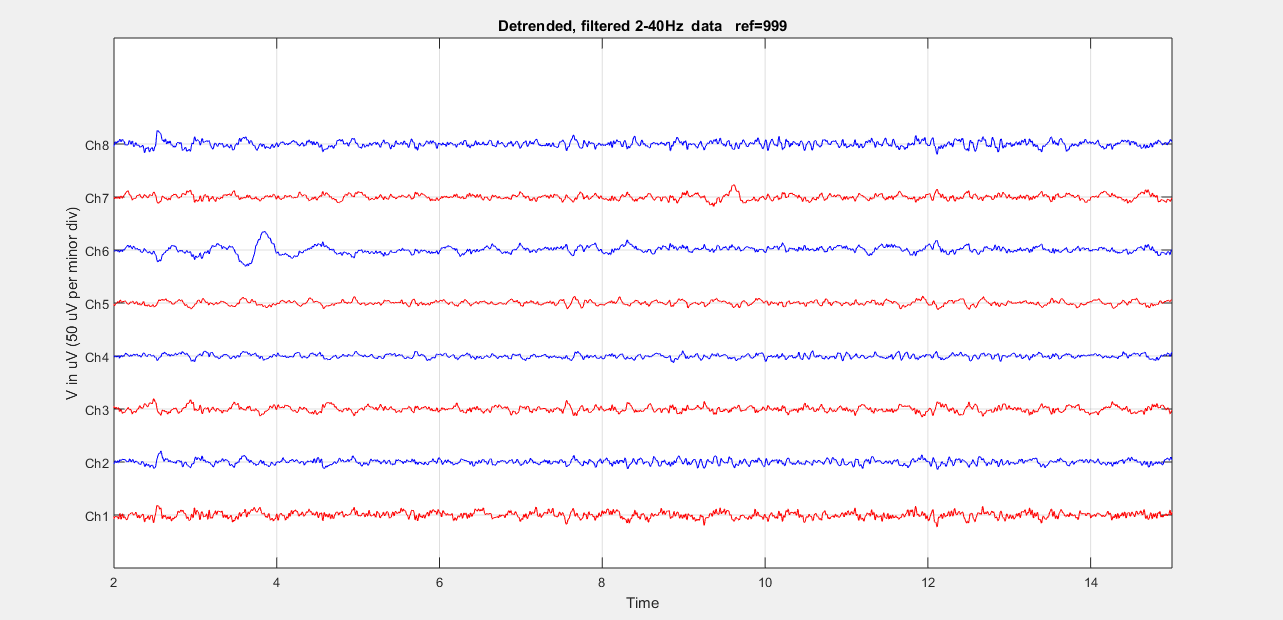 Detrended, filtered 2-40Hz  data   ref=999
V in uV (50 uV per minor div)
Ch8
Ch7
Ch6
Ch5
Ch4
Ch3
Ch2
Ch1
2 4 6 8 10 12 14
Time